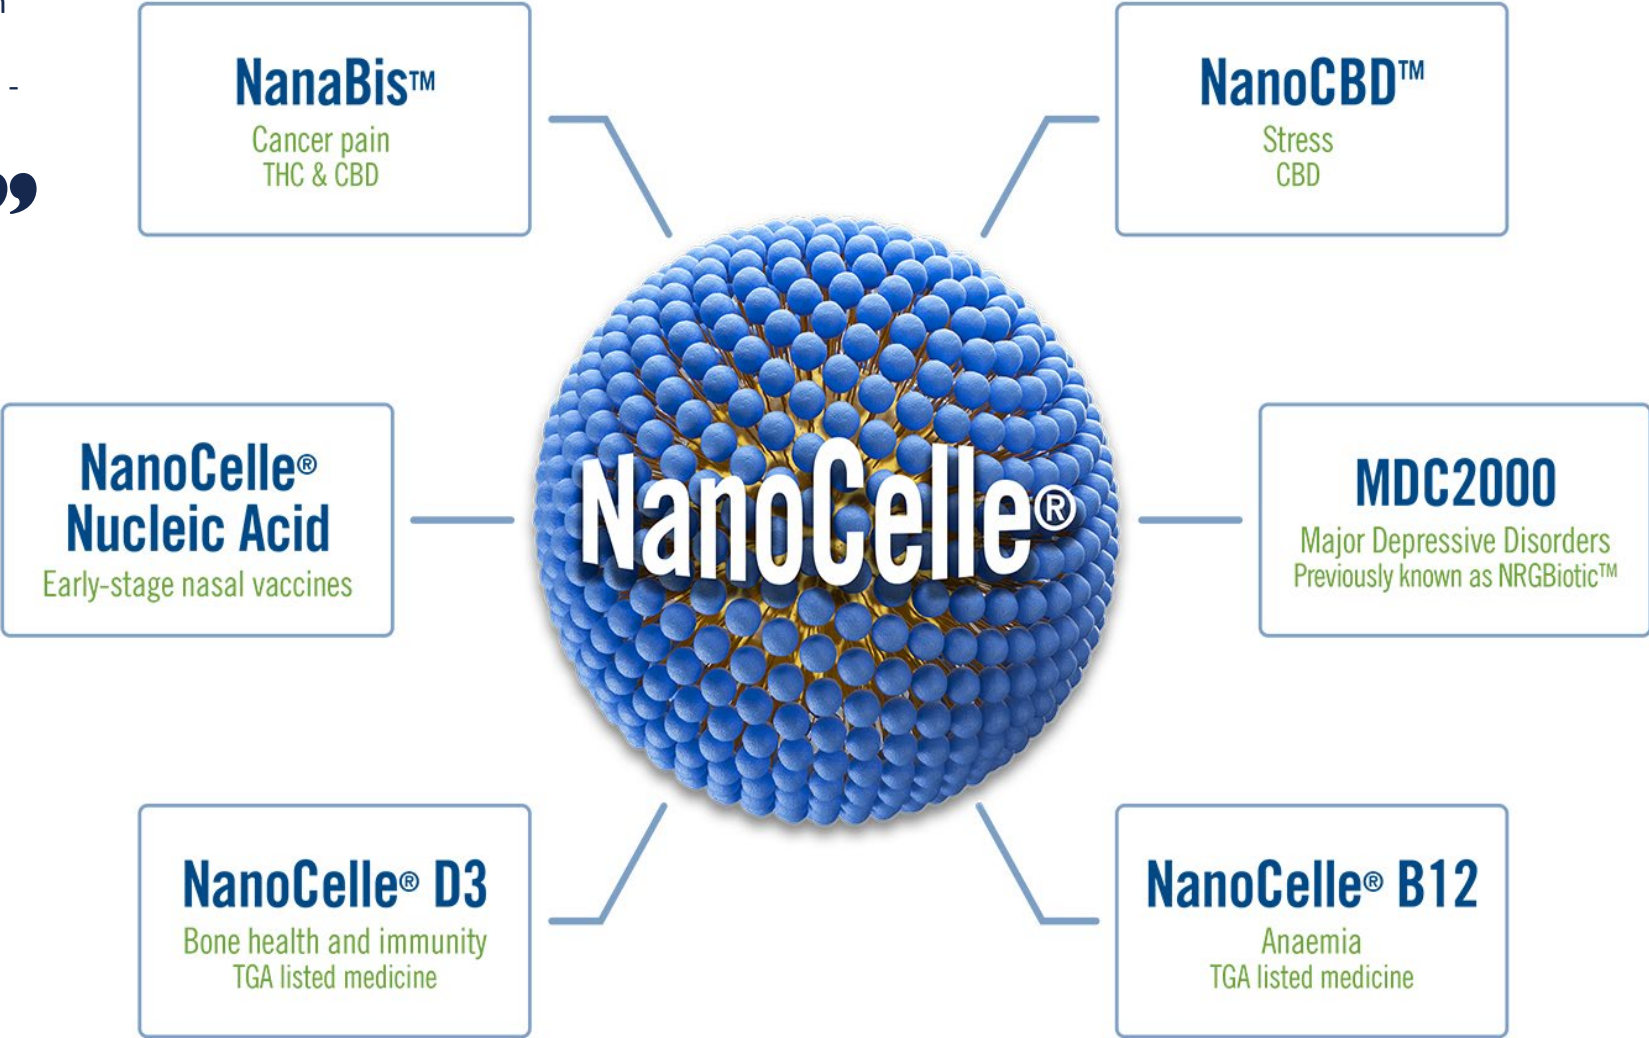 -
”
NanaBis™
Cancer pain
THC & CBD
NanoCBD™
Stress
CBD
NanoCelle®
Nucleic Acid
Early-stage nasal vaccines
NanoCelle®
MDC2000
Major Depressive Disorders
Previously known as NRGBiotic™
NanoCelle® D3
Bone health and immunity
TGA listed medicine
NanoCelle® B12
Anaemia
TGA listed medicine